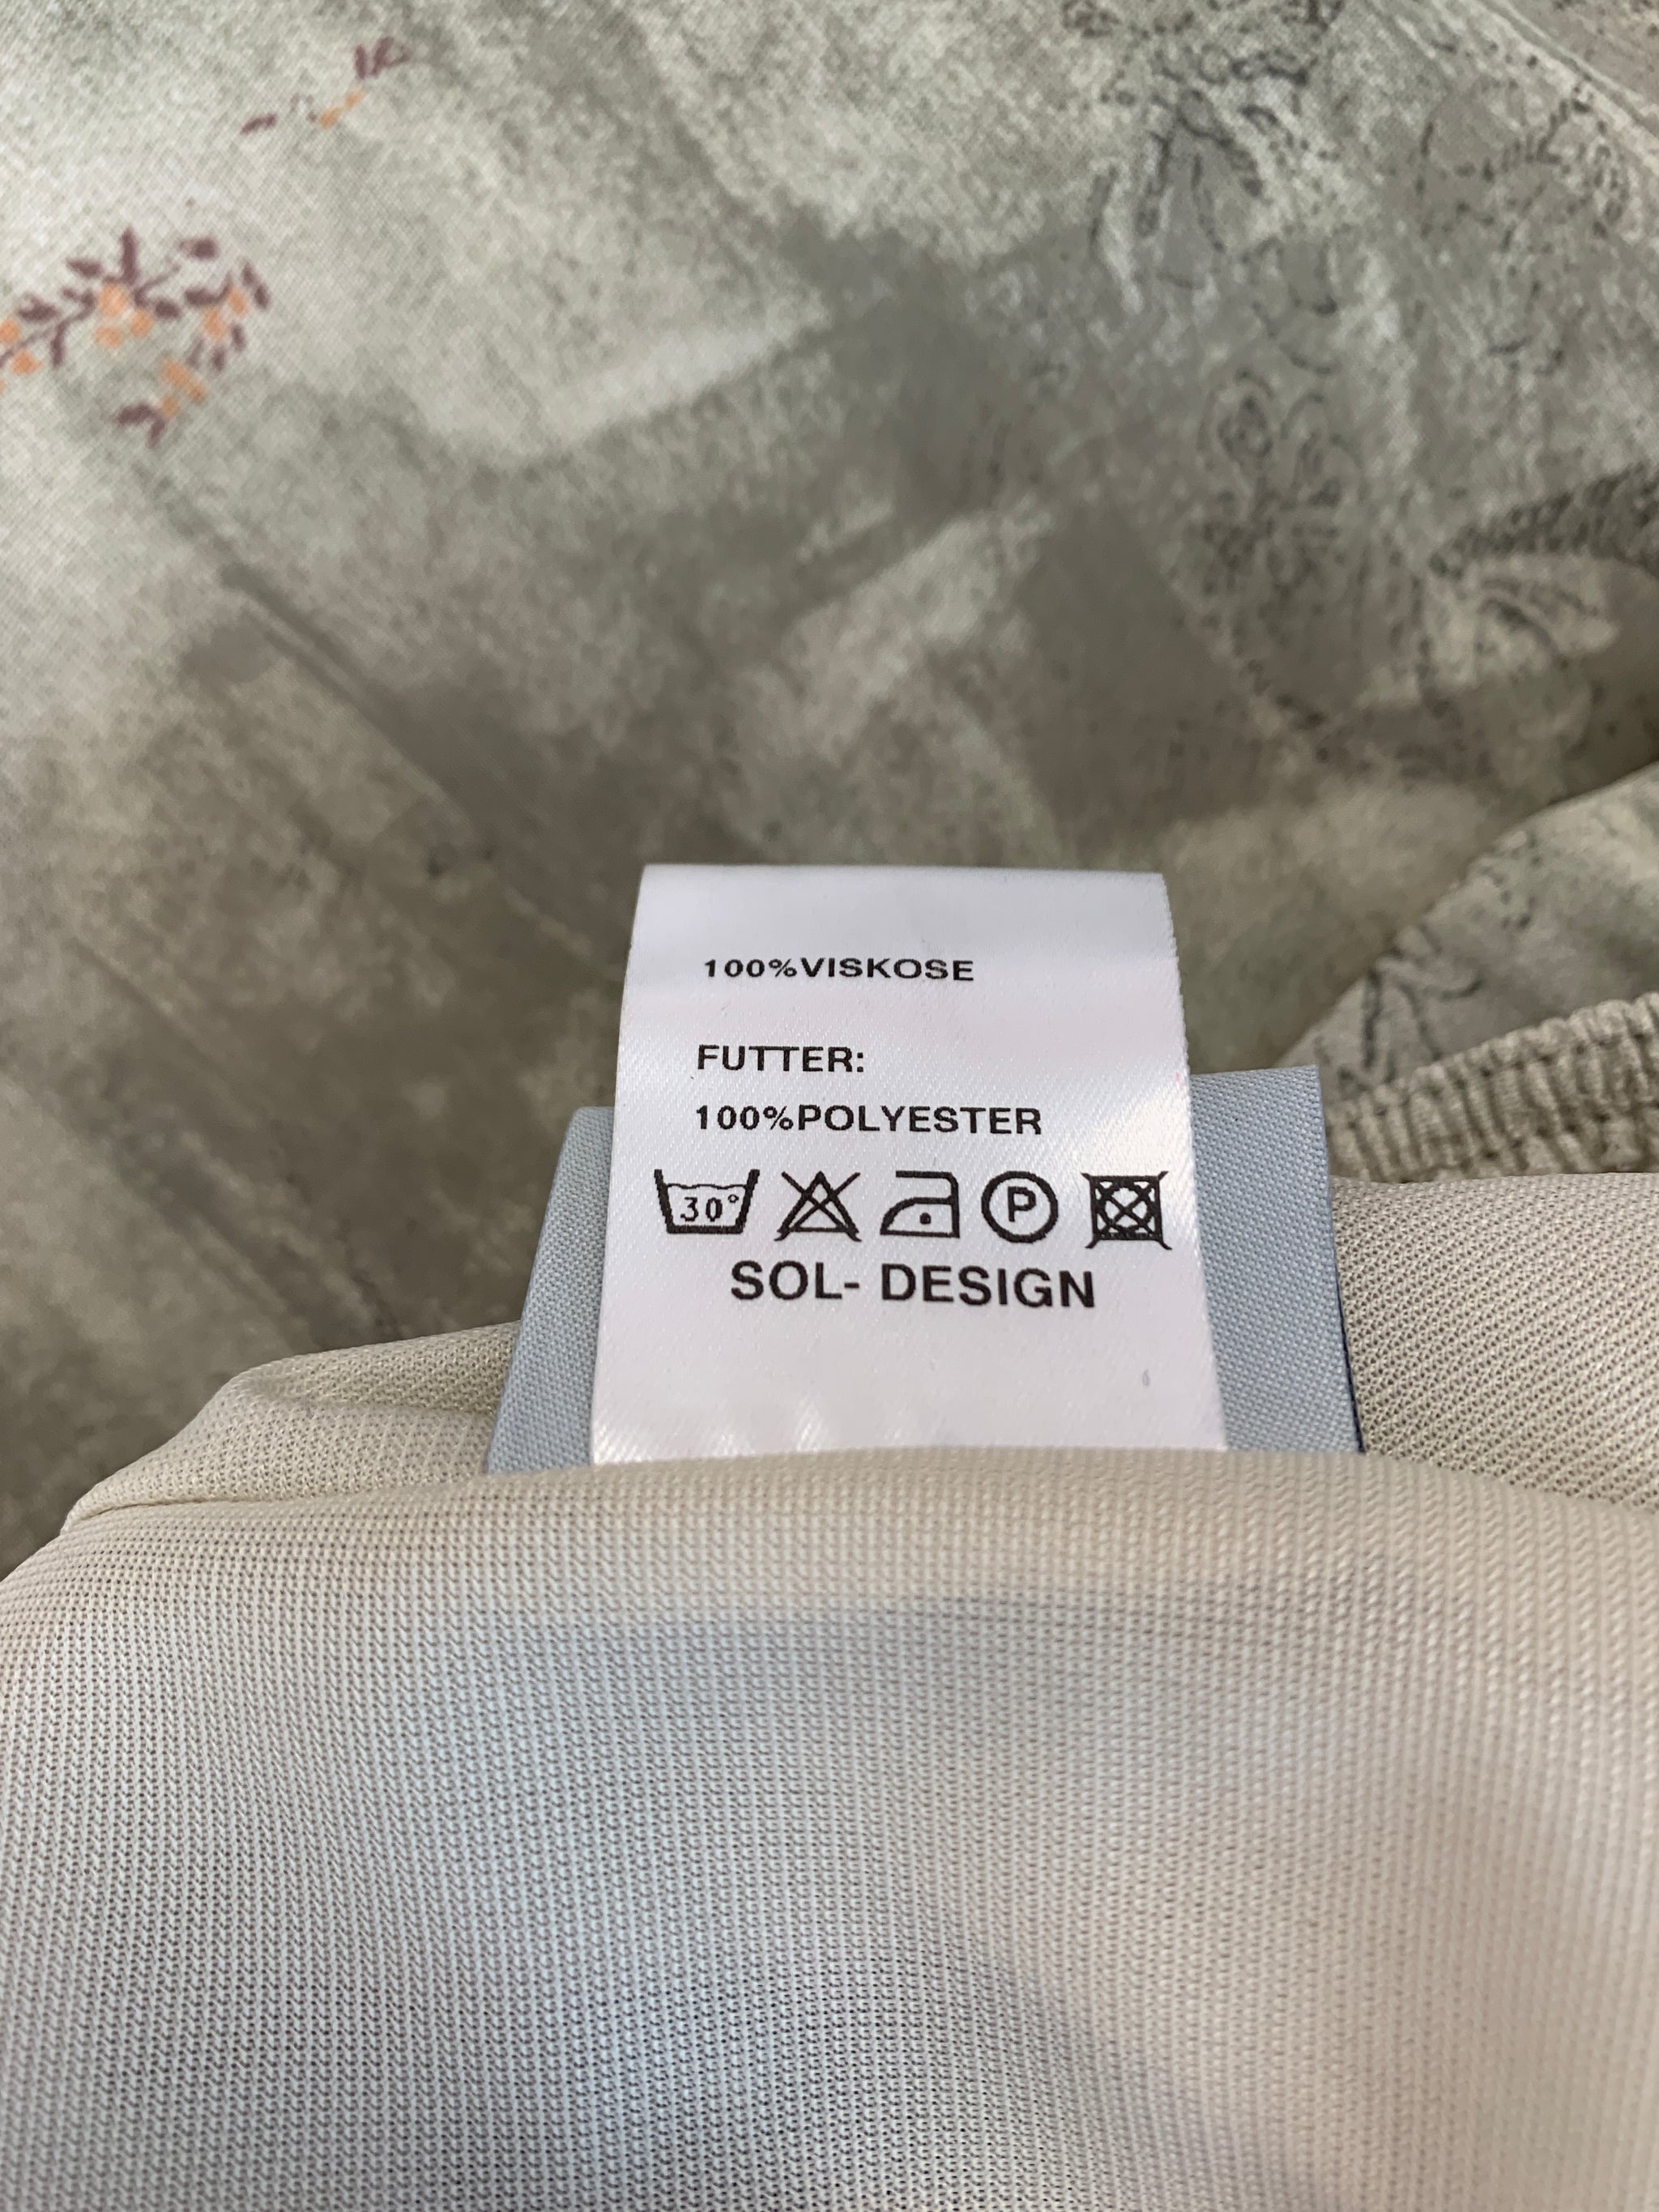 100%VISKOSE
FUTTER:
100%POLYESTER
30° P
SOL- DESIGN